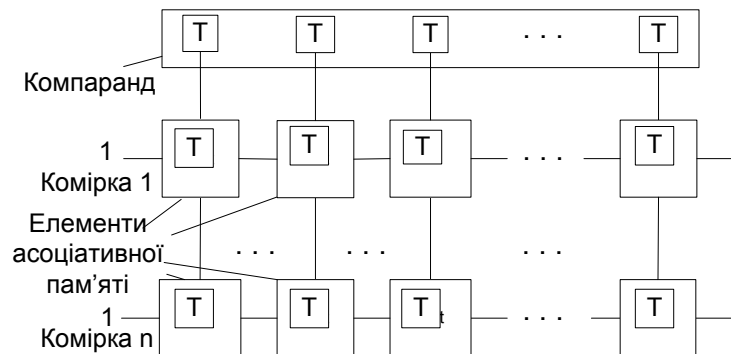 Т Т Т . . . Т
Компаранд
1 Т Т Т . . . Т
Комірка 1
Елементи
асоціативної
пам’яті
. . . . . . . . .
1 Т Т Т t . . . Т
Комірка n